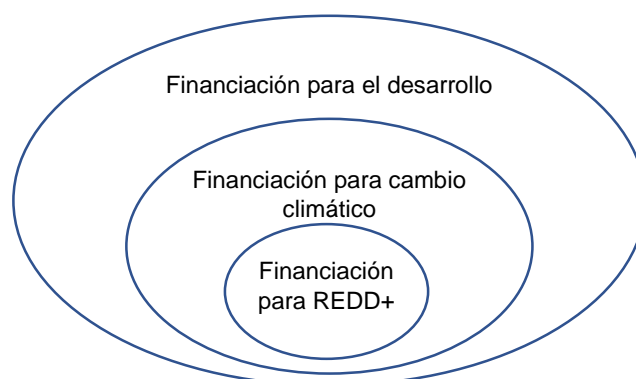 Financiación para el desarrollo
Financiación para cambio
climático
Financiación
para REDD+